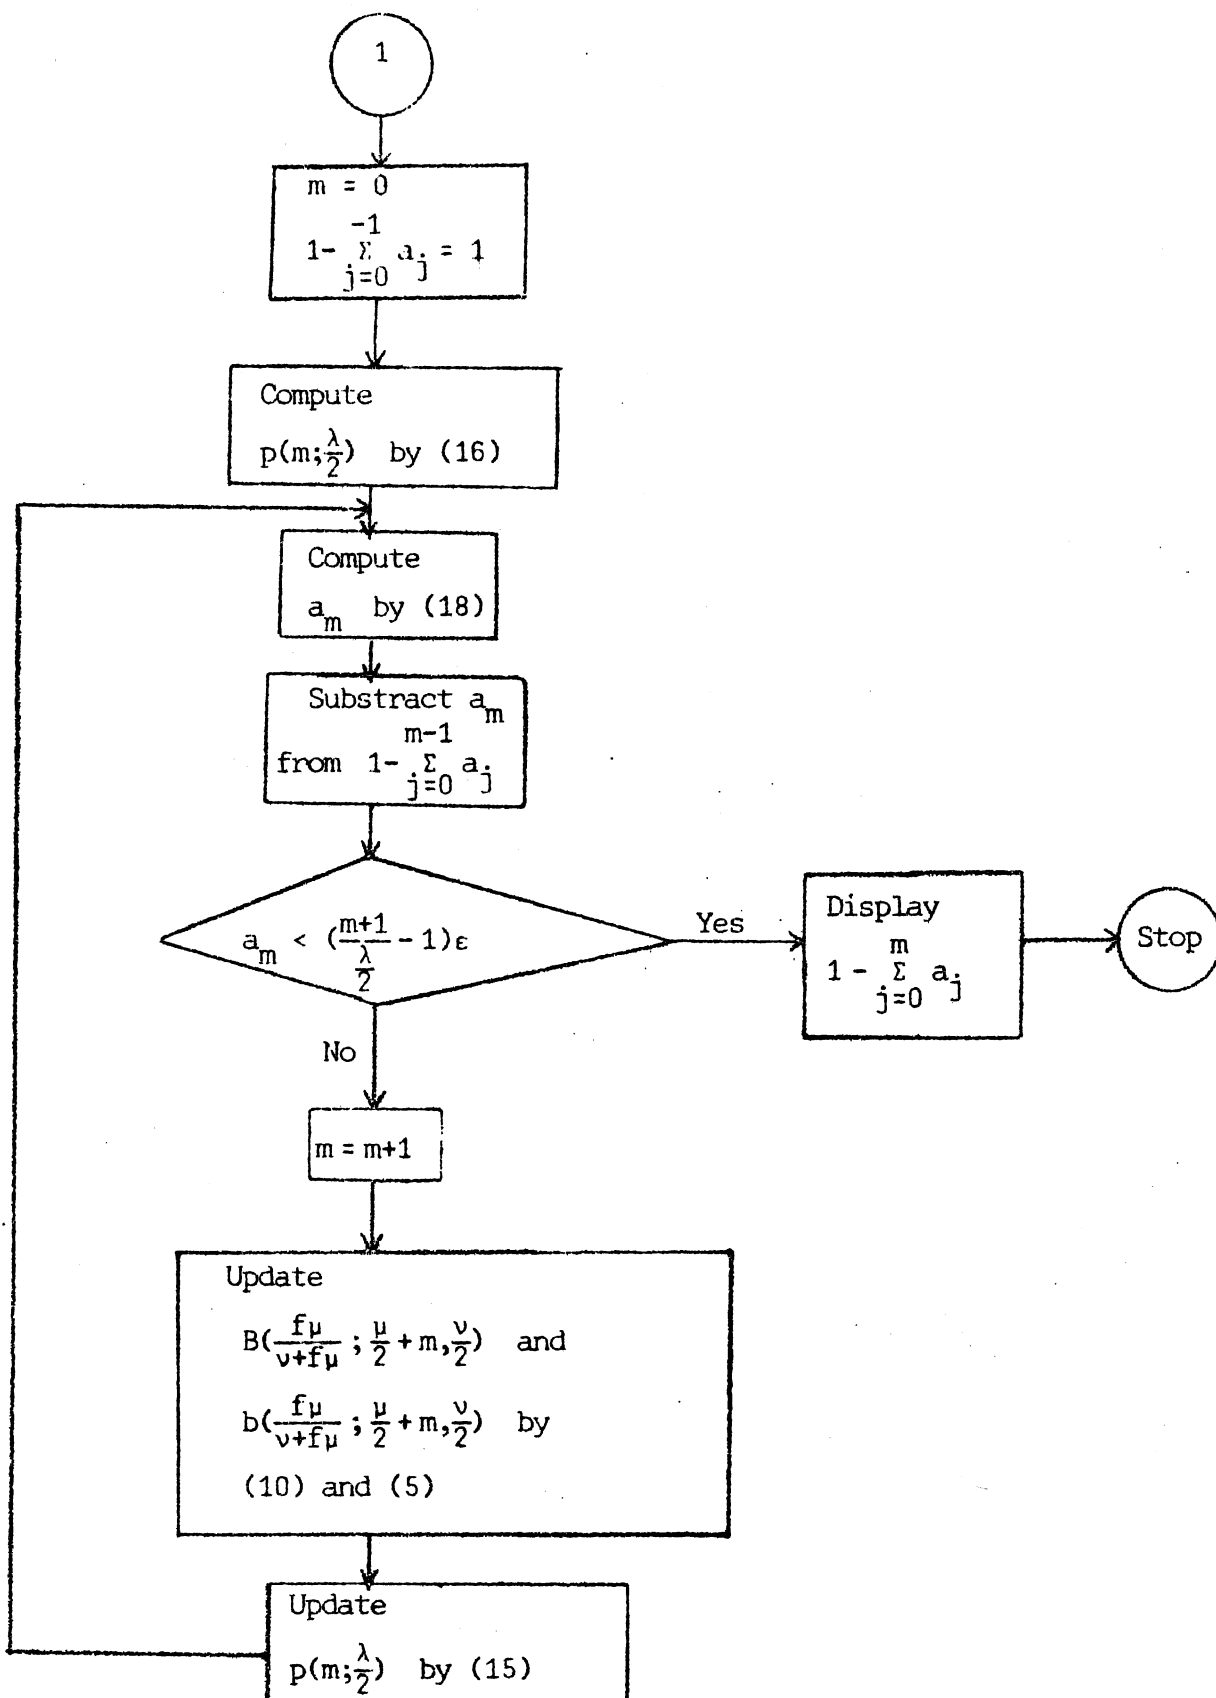 1
m = 0
-1
1- Σ a_j = 1
j=0
Compute
p(m;λ/2) by (16)
Compute
a_m by (18)
Substract a_m
m-1
from 1- Σ a_j
j=0
a_m < (m+1/λ/2 - 1)ε
Yes
Display
m
1 - Σ a_j
j=0
Stop
No
m = m+1
Update
B(fμ/ν+fμ ; μ/2 + m, ν/2) and
b(fμ/ν+fμ ; μ/2 + m, ν/2) by
(10) and (5)
Update
p(m;λ/2) by (15)